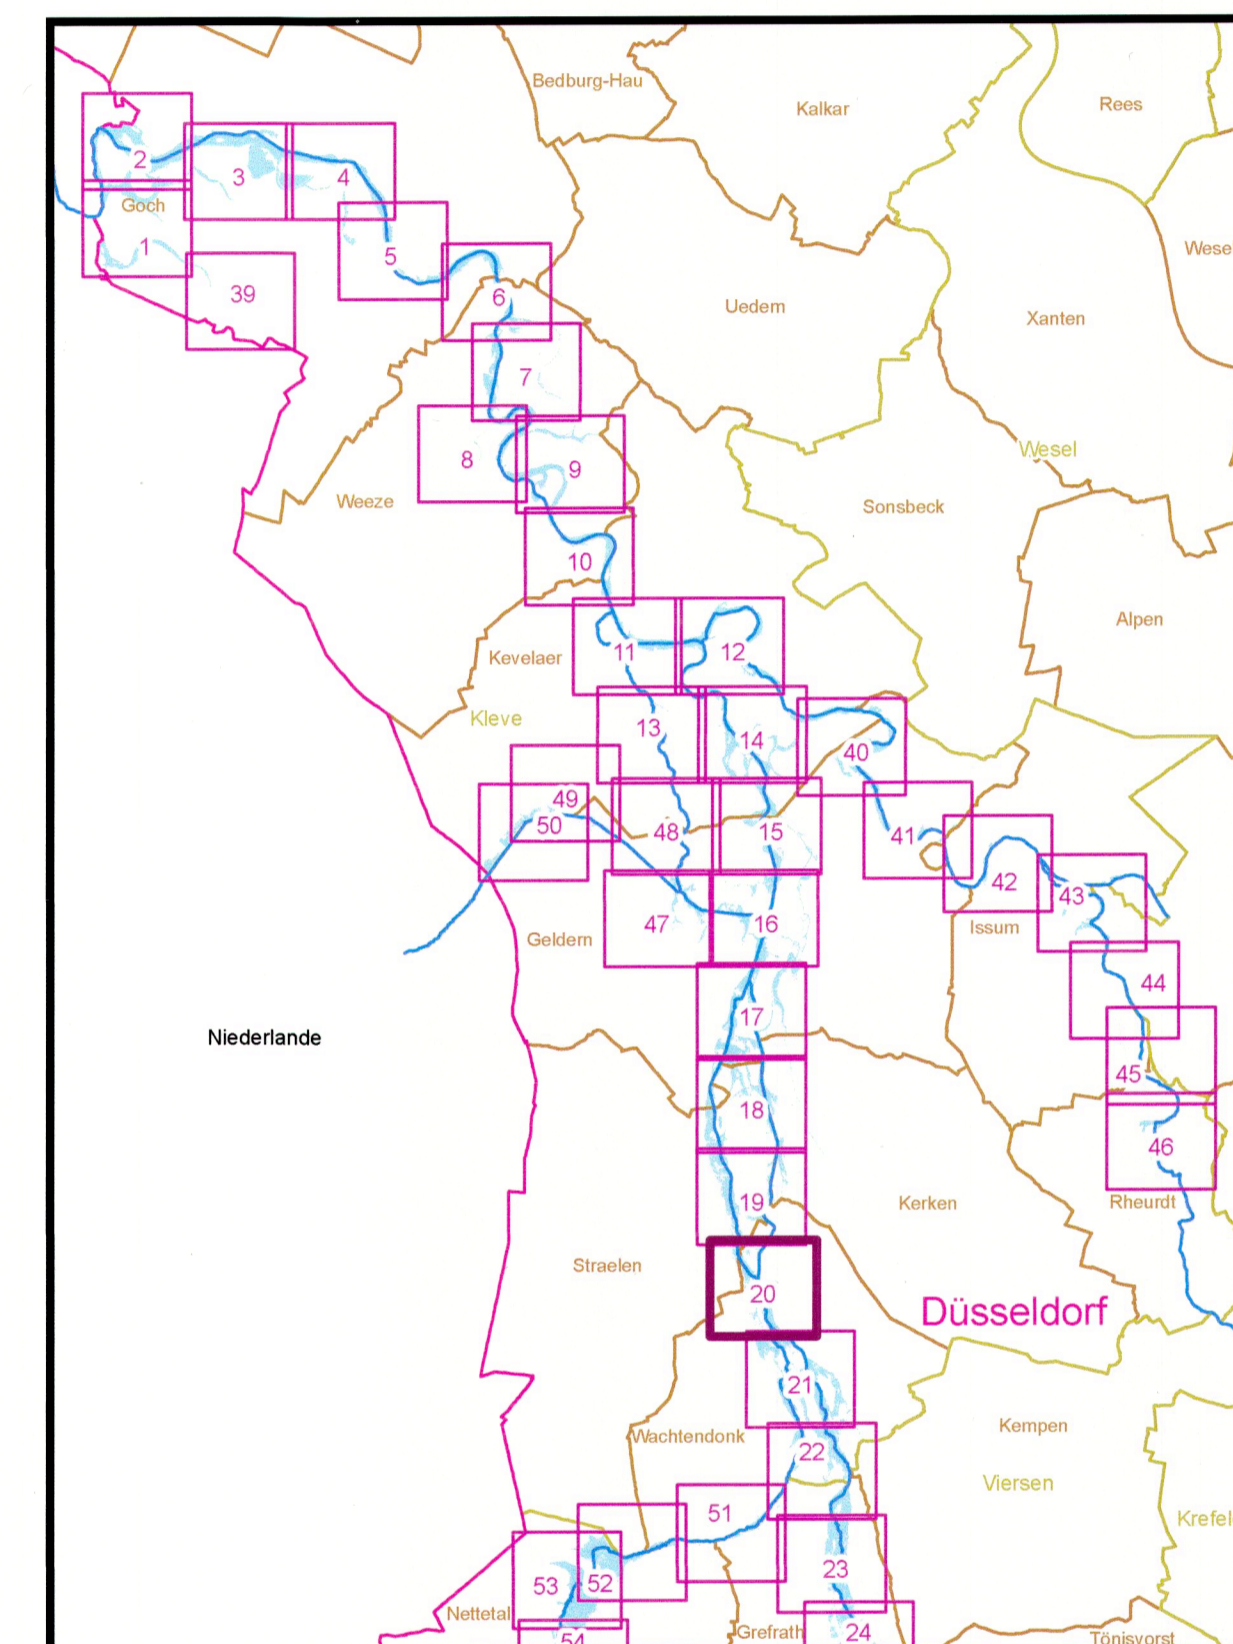 Bedburg-Hau
Kalkar
Rees
2
3
4
Goch
1
5
Wese
39
6
Uedem
Xanten
7
8
9
Wesel
Weeze
Sonsbeck
10
Alpen
11
12
Kevelaer
Kleve
13
14
40
49
50
48
15
41
42
43
47
16
Issum
Geldern
44
17
Niederlande
45
18
46
19
Kerken
Rheurdt
Straelen
20
Düsseldorf
21
Wachtendonk
Kempen
22
Viersen
51
Krefel
23
53
52
Nettetal
54
Grefrath
24
Tönisvorst